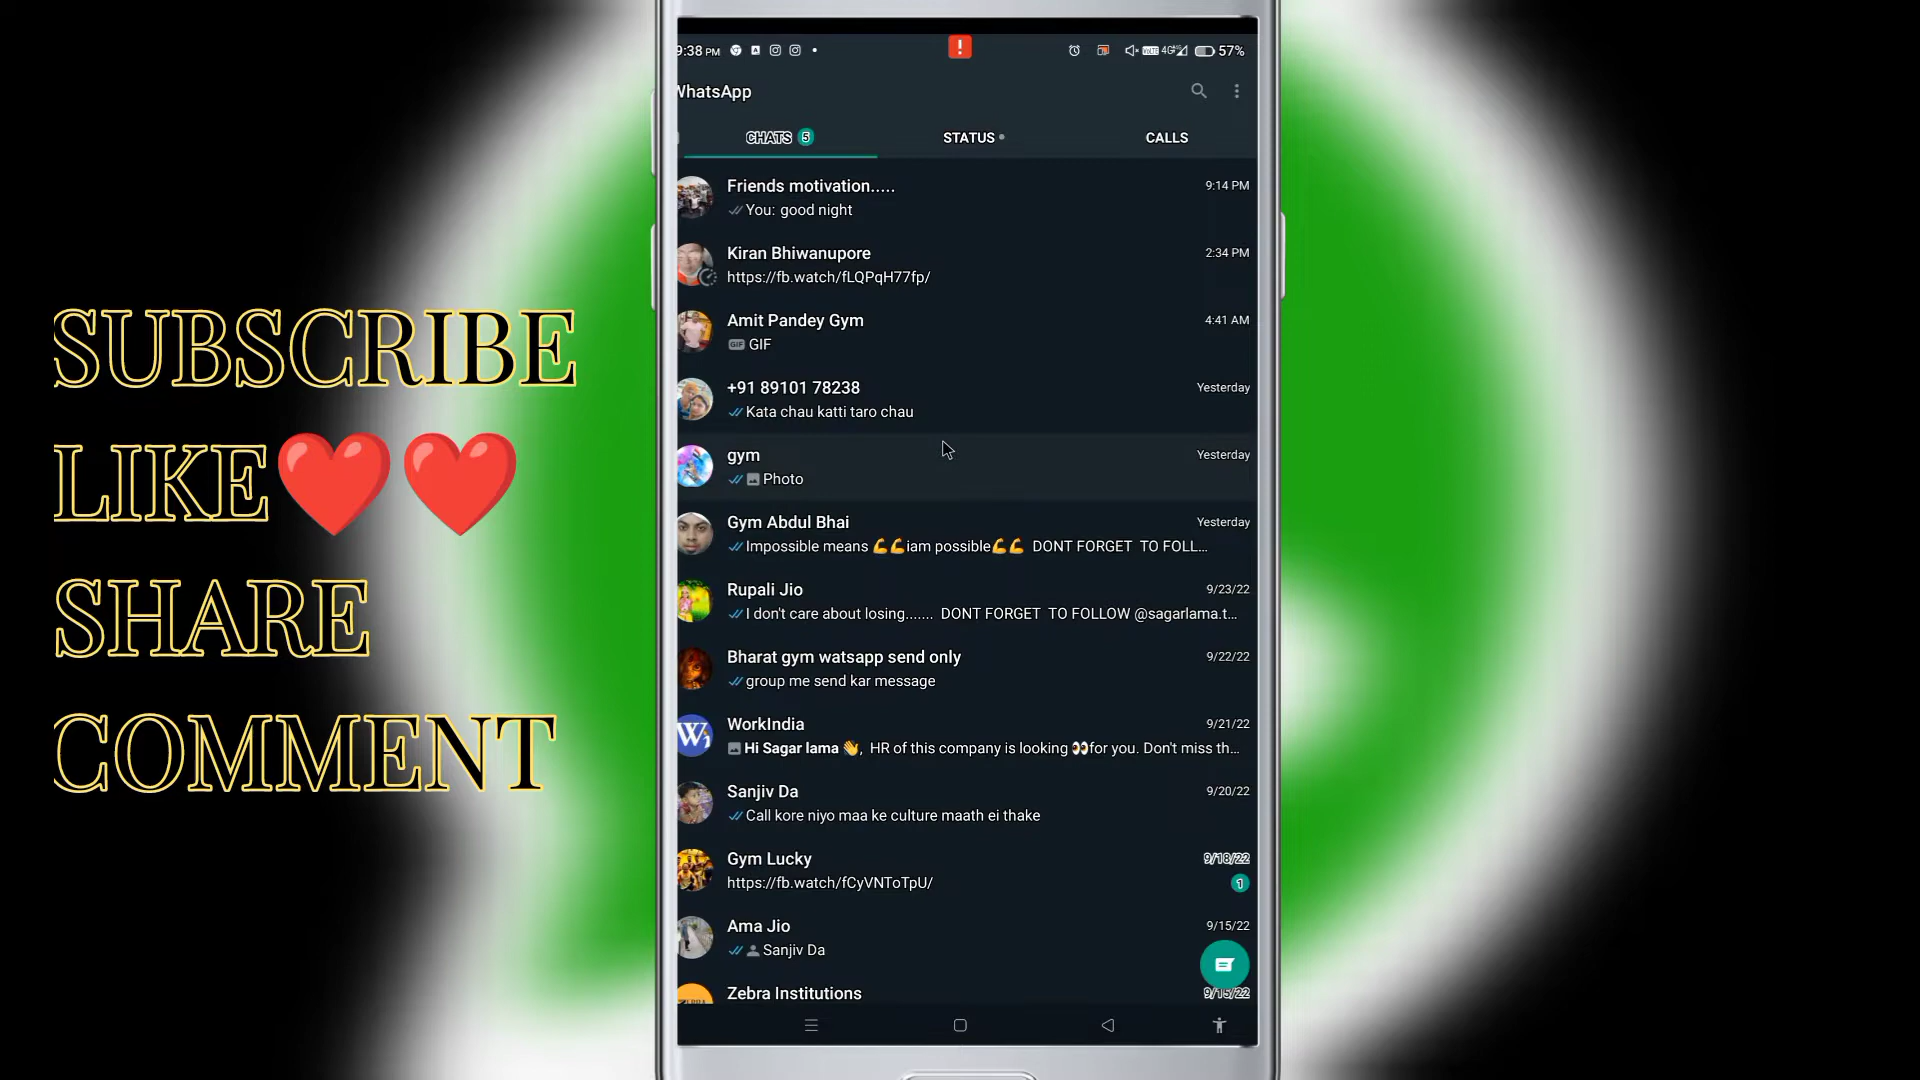 SUBSCRIBE
LIKE❤️❤️
SHARE
COMMENT
9:38 PM
57%
WhatsApp
CHATS 5
STATUS
CALLS
Friends motivation..... 9:14 PM
You: good night
Kiran Bhiwanupore 2:34 PM
https://fb.watch/fLQPqH77fp/
Amit Pandey Gym 4:41 AM
GIF GIF
+91 89101 78238 Yesterday
Kata chau katti taro chau
gym Yesterday
Photo
Gym Abdul Bhai Yesterday
Impossible means 💪💪iam possible💪💪 DONT FORGET TO FOLL...
Rupali Jio 9/23/22
I don't care about losing....... DONT FORGET TO FOLLOW @sagarlama.t...
Bharat gym watsapp send only 9/22/22
group me send kar message
WorkIndia 9/21/22
Hi Sagar lama 👋, HR of this company is looking 👀for you. Don't miss th...
Sanjiv Da 9/20/22
Call kore niyo maa ke culture maath ei thake
Gym Lucky 9/18/22
https://fb.watch/fCyVNToTpU/ 1
Ama Jio 9/15/22
Sanjiv Da
Zebra Institutions 9/15/22